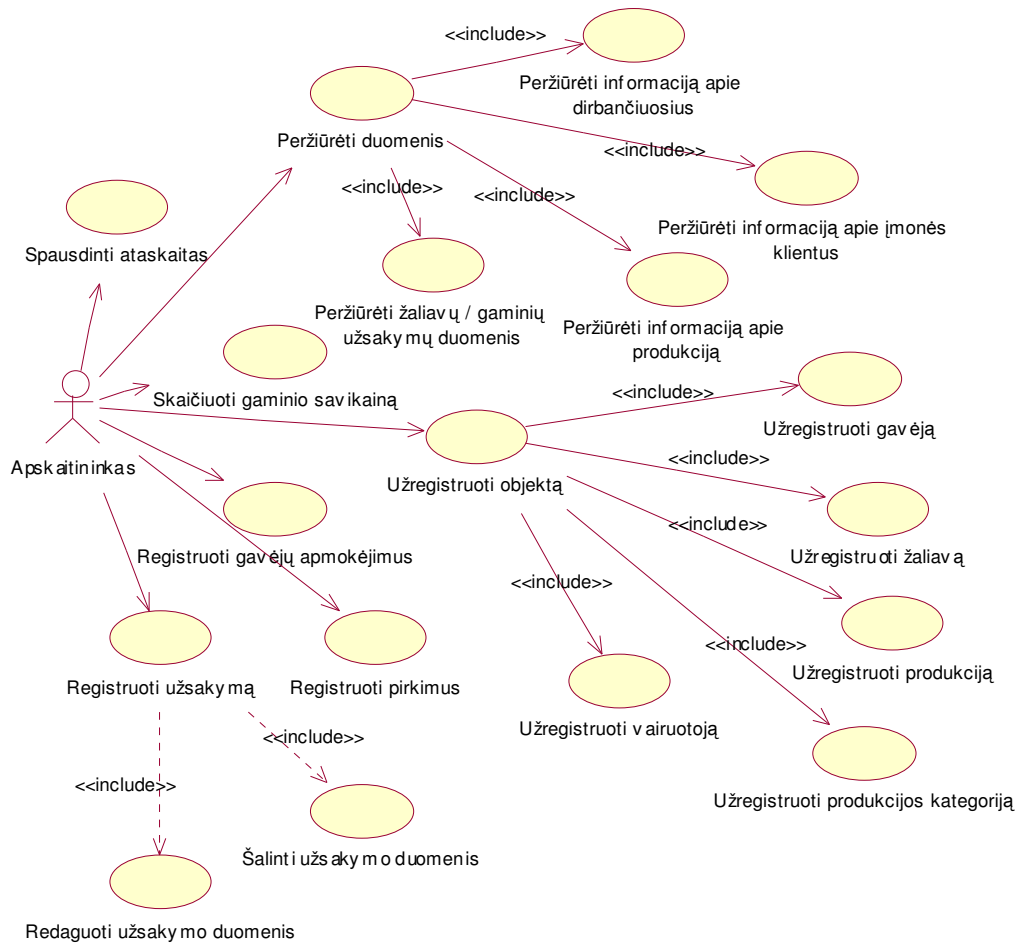 <<include>>
Peržiūrėti informaciją apie
dirbančiuosius
Peržiūrėti duomenis
<<include>>
<<include>>
<<include>>
Peržiūrėti informaciją apie įmonės
klientus
Spausdinti ataskaitas
Peržiūrėti žaliavų / gaminių
užsakymų duomenis
Peržiūrėti informaciją apie
produkciją
Skaičiuoti gaminio savikainą
<<include>>
Užregistruoti gavėją
Apskaitininkas
Užregistruoti objektą
<<include>>
Užregistruoti žaliavą
<<include>>
Registruoti gavėjų apmokėjimus
<<include>>
<<include>>
Užregistruoti produkciją
Registruoti užsakymą
Registruoti pirkimus
Užregistruoti vairuotoją
<<include>>
<<include>>
Užregistruoti produkcijos kategoriją
Šalinti užsakymo duomenis
Redaguoti užsakymo duomenis